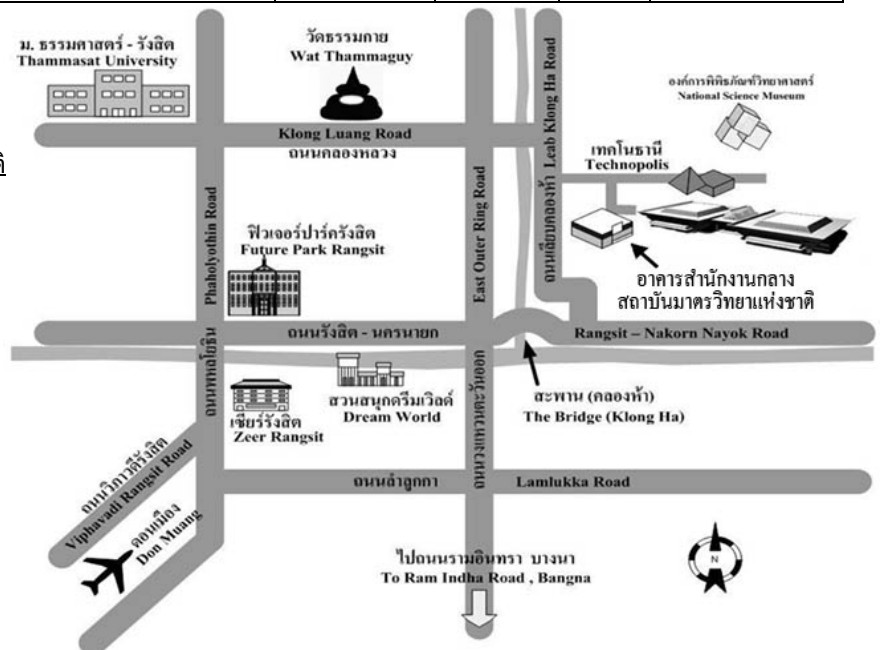 ม. ธรรมศาสตร์ - รังสิต
Thammasat University
วัดธรรมกาย
Wat Thammaguy
องค์การพิพิธภัณฑ์วิทยาศาสตร์
National Science Museum
Klong Luang Road
ถนนคลองหลวง
Leab Klong Ha Road
ถนนเลียบคลองห้า
เทคโนธานี
Technopolis
Phaholyothin Road
ถนนพหลโยธิน
East Outer Ring Road
ถนนวงแหวนตะวันออก
ฟิวเจอร์ปาร์ครังสิต
Future Park Rangsit
อาคารสำนักงานกลาง
สถาบันมาตรวิทยาแห่งชาติ
ถนนรังสิต - นครนายก
Rangsit – Nakorn Nayok Road
เซียร์รังสิต
Zeer Rangsit
สวนสนุกดรีมเวิลด์
Dream World
สะพาน (คลองห้า)
The Bridge (Klong Ha)
ถนนวิภาวดีรังสิต
Viphavadi Rangsit Road
ถนนลำลูกกา
Lamlukka Road
ดอนเมือง
Don Muang
ไปถนนรามอินทรา บางนา
To Ram Indha Road , Bangna
N